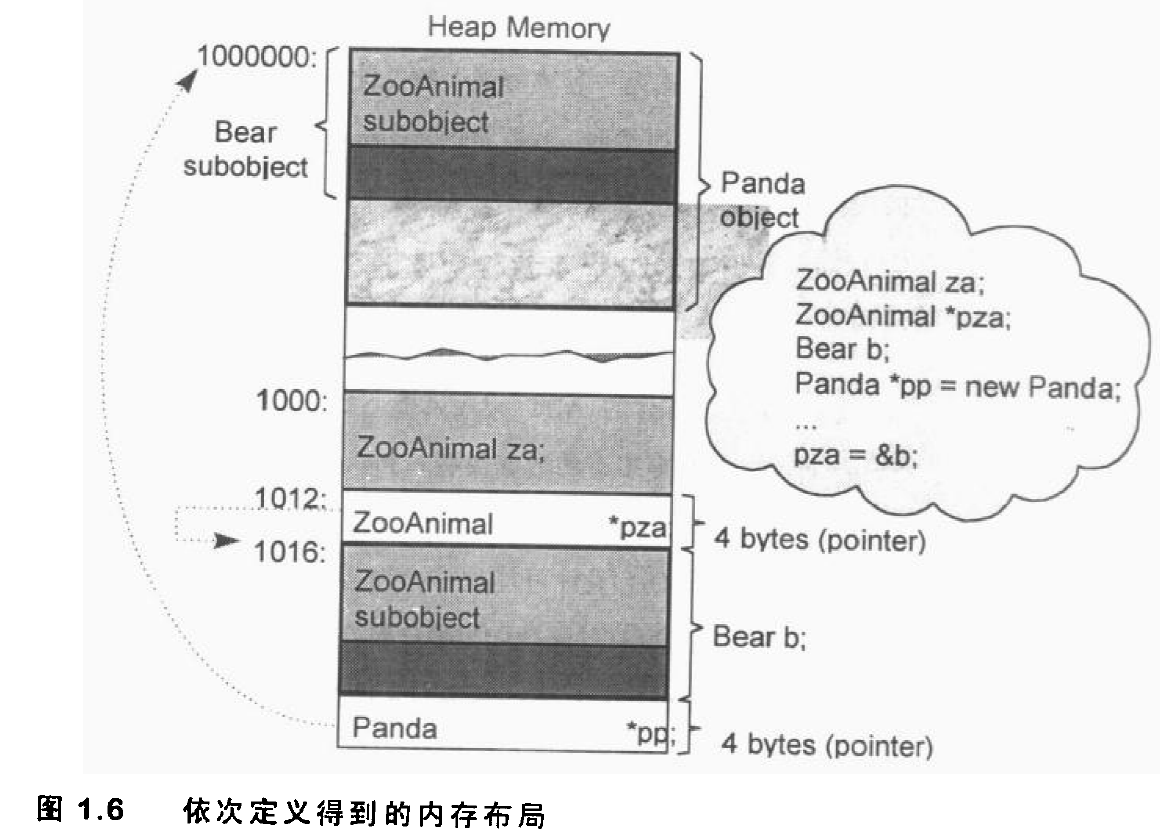 Heap Memory
1000000:
ZooAnimal
subobject
Bear
subobject
Panda
object
ZooAnimal za;
ZooAnimal *pza;
Bear b;
Panda *pp = new Panda;
...
pza = &b;
1000:
ZooAnimal za;
1012:
ZooAnimal *pza
4 bytes (pointer)
1016:
ZooAnimal
subobject
Bear b;
Panda *pp;
4 bytes (pointer)
图 1.6 依次定义得到的内存布局